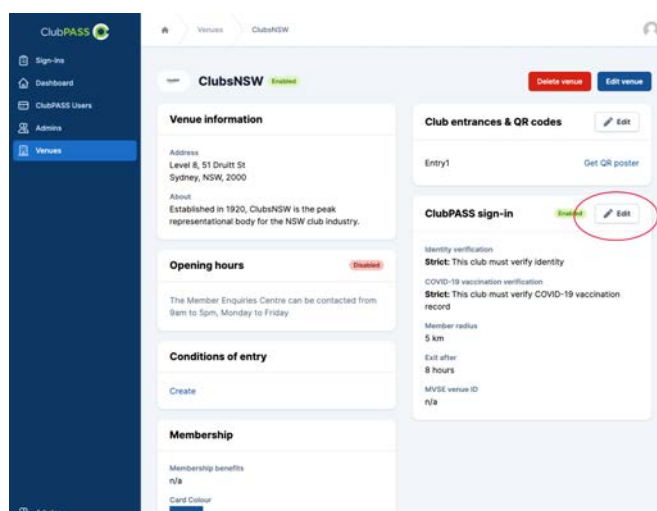 ClubPASS
Venues
ClubsNSW
Sign-ins
Dashboard
ClubPASS Users
Admins
Venues
ClubsNSW
Enabled
Delete venue
Edit venue
Venue information
Address
Level 8, 51 Druitt St
Sydney, NSW, 2000
About
Established in 1920, ClubsNSW is the peak
representational body for the NSW club industry.
Opening hours
Disabled
The Member Enquiries Centre can be contacted from
9am to 5pm, Monday to Friday
Conditions of entry
Create
Membership
Membership benefits
n/a
Card Colour
Club entrances & QR codes
Edit
Entry1
Get QR poster
ClubPASS sign-in
Enabled
Edit
Identity verification
Strict: This club must verify identity
COVID-19 vaccination verification
Strict: This club must verify COVID-19 vaccination
record
Member radius
5 km
Exit after
8 hours
MVSE venue ID
n/a